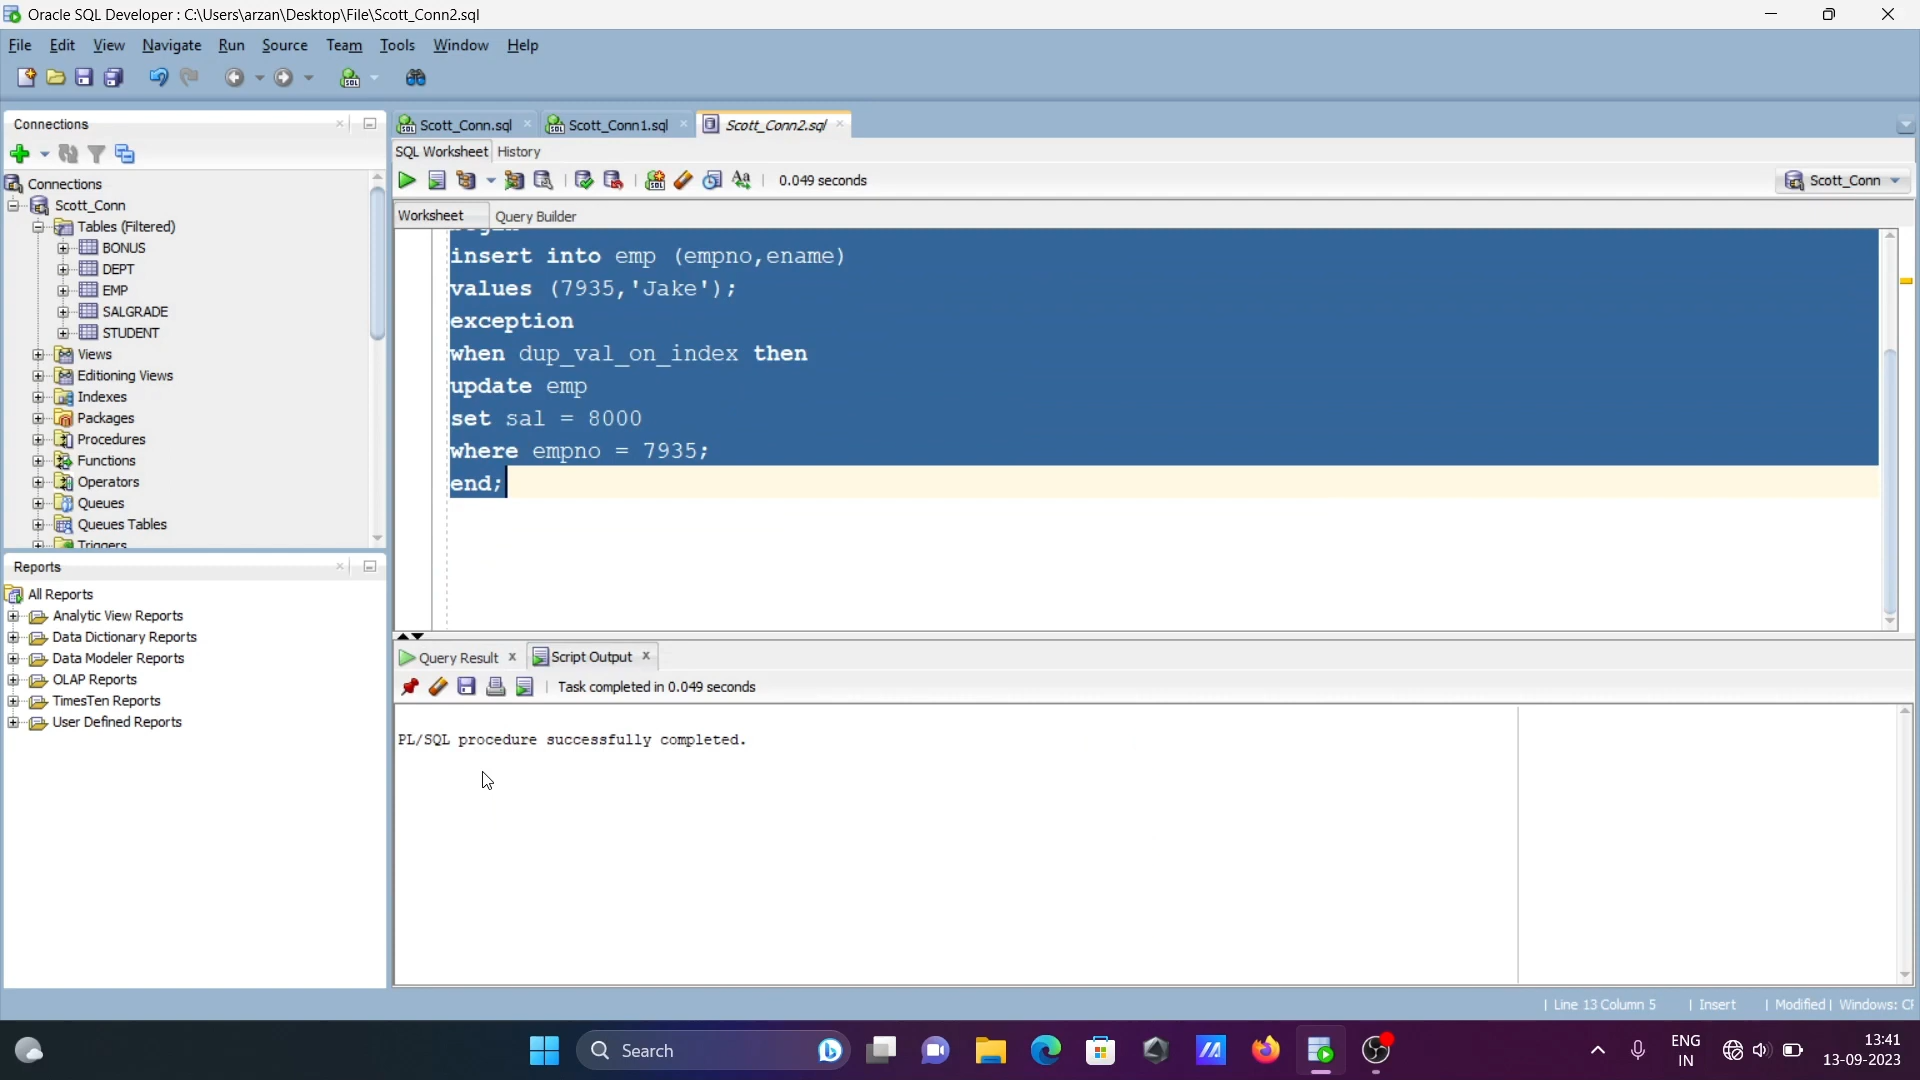 Oracle SQL Developer : C:\Users\arzan\Desktop\File\Scott_Conn2.sql
File Edit View Navigate Run Source Team Tools Window Help
Connections
Connections
Scott_Conn
Tables (Filtered)
BONUS
DEPT
EMP
SALGRADE
STUDENT
Views
Editioning Views
Indexes
Packages
Procedures
Functions
Operators
Queues
Queues Tables
Triggers
Reports
All Reports
Analytic View Reports
Data Dictionary Reports
Data Modeler Reports
OLAP Reports
TimesTen Reports
User Defined Reports
Scott_Conn.sql Scott_Conn1.sql Scott_Conn2.sql
SQL Worksheet History
0.049 seconds
Scott_Conn
Worksheet Query Builder
begin
insert into emp (empno,ename)
values (7935,'Jake');
exception
when dup_val_on_index then
update emp
set sal = 8000
where empno = 7935;
end;
Query Result Script Output
Task completed in 0.049 seconds
PL/SQL procedure successfully completed.
Line 13 Column 5 | Insert | Modified | Windows:
Search
ENG
IN
13:41
13-09-2023